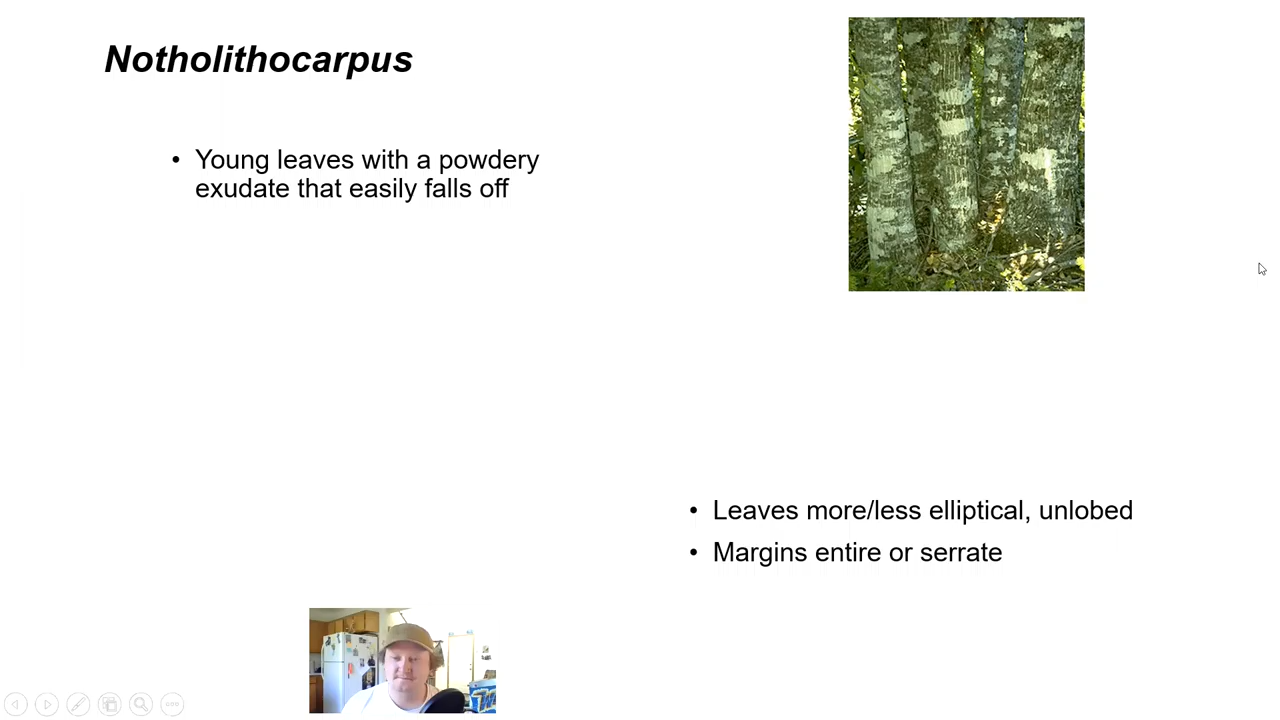 Notholithocarpus
• Young leaves with a powdery
exudate that easily falls off
• Leaves more/less elliptical, unlobed
• Margins entire or serrate